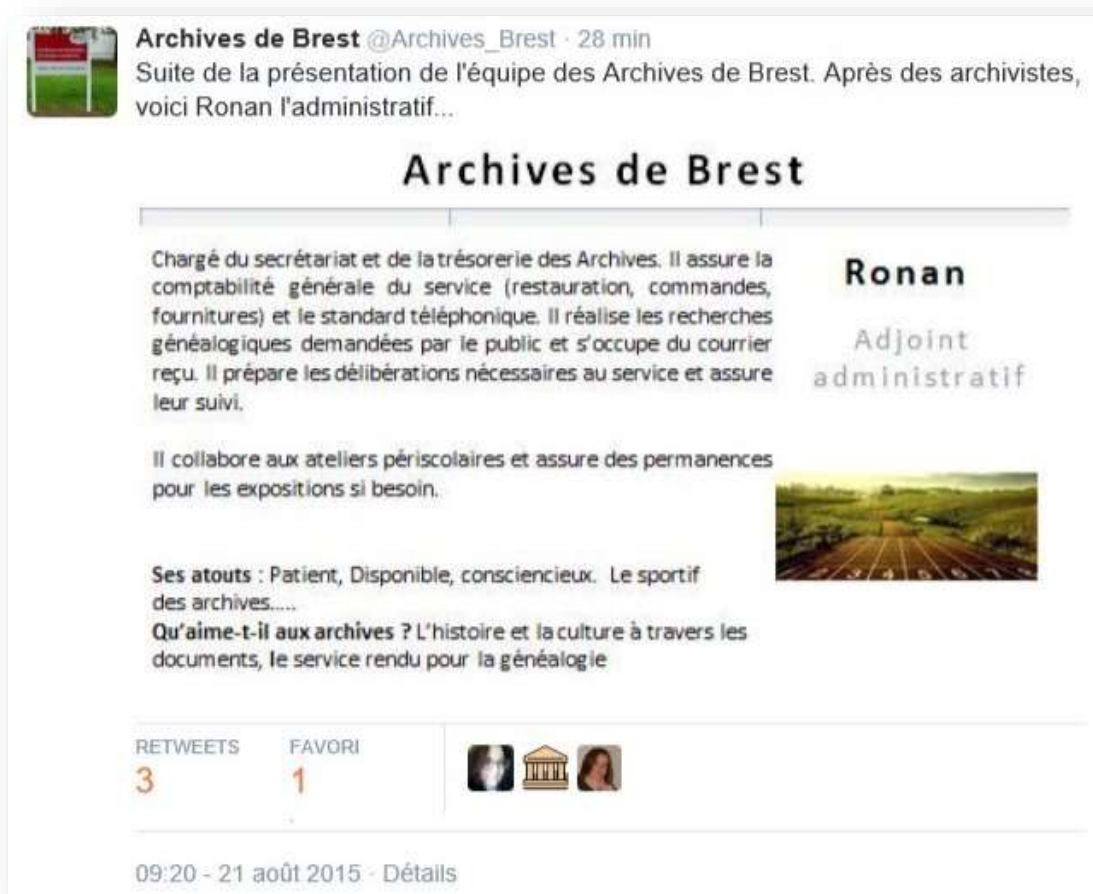 Archives de Brest @Archives_Brest · 28 min
Suite de la présentation de l'équipe des Archives de Brest. Après des archivistes,
voici Ronan l'administratif...
Archives de Brest
Chargé du secrétariat et de la trésorerie des Archives. Il assure la
comptabilité générale du service (restauration, commandes,
fournitures) et le standard téléphonique. Il réalise les recherches
généalogiques demandées par le public et s'occupe du courrier
reçu. Il prépare les délibérations nécessaires au service et assure
leur suivi.
Il collabore aux ateliers périscolaires et assure des permanences
pour les expositions si besoin.
Ses atouts : Patient, Disponible, consciencieux. Le sportif
des archives.....
Qu'aime-t-il aux archives ? L'histoire et la culture à travers les
documents, le service rendu pour la généalogie
Ronan
Adjoint
administratif
RETWEETS
3
FAVORI
1
09:20 - 21 août 2015 · Détails